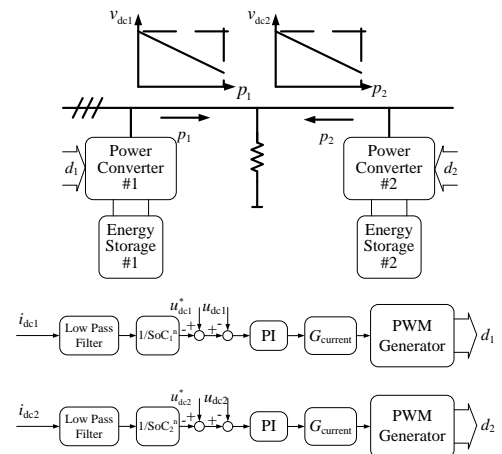 v_dc1 v_dc2
p_1 p_2
p_1 p_2
d_1 Power Converter #1 Power Converter #2 d_2
Energy Storage #1 Energy Storage #2
u*_dc1 u_dc1
i_dc1 Low Pass Filter 1/SoC_1^n - + + - PI G_current PWM Generator d_1
u*_dc2 u_dc2
i_dc2 Low Pass Filter 1/SoC_2^n - + + - PI G_current PWM Generator d_2